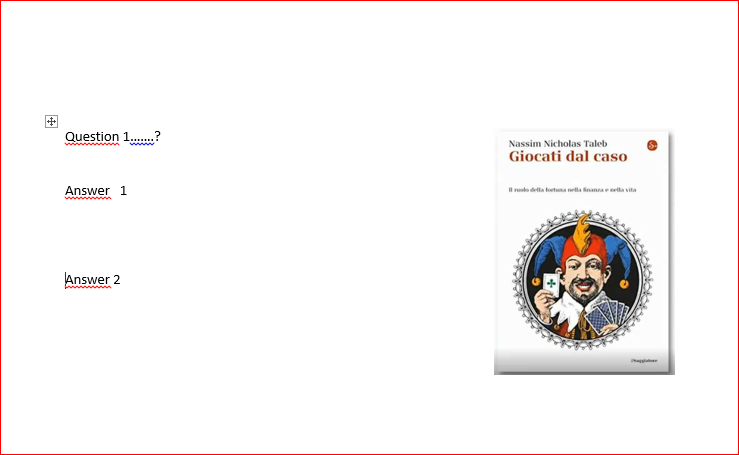 Question 1.......?
Answer 1
Answer 2
Nassim Nicholas Taleb
Giocati dal caso
Il ruolo della fortuna nella finanza e nella vita
ilSaggiatore